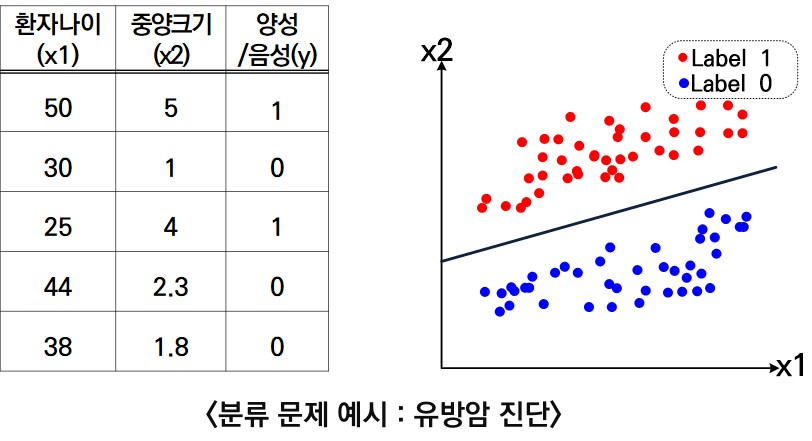 환자나이 중양크기 양성
(x1) (x2) /음성(y)
50 5 1
30 1 0
25 4 1
44 2.3 0
38 1.8 0
x2
Label 1
Label 0
x1
<분류 문제 예시 : 유방암 진단>